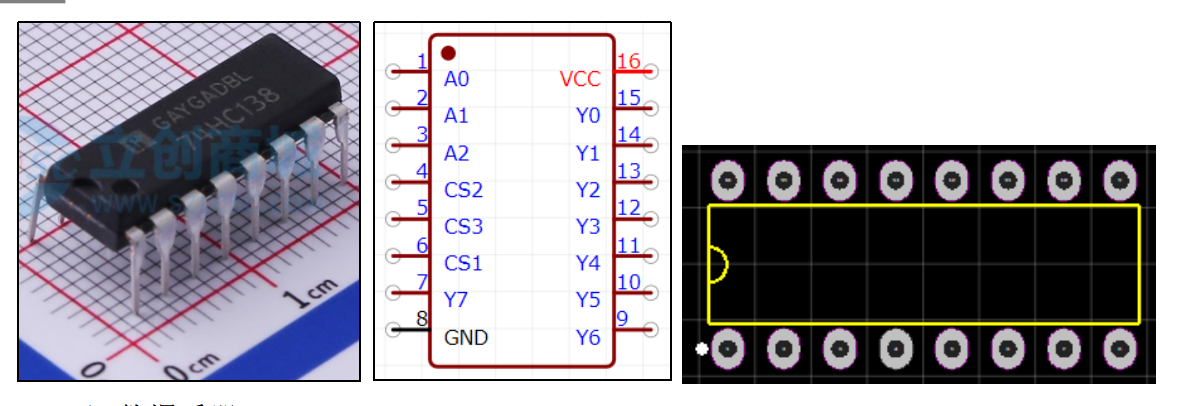 GAYGADBL
74HC138
立创商城
1cm
0
0cm
1 A0 VCC 16
2 A1 Y0 15
3 A2 Y1 14
4 CS2 Y2 13
5 CS3 Y3 12
6 CS1 Y4 11
7 Y7 Y5 10
8 GND Y6 9